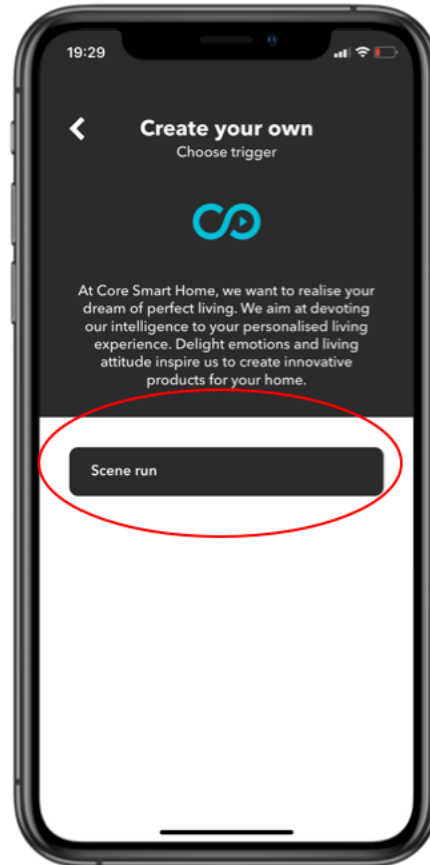 19:29
Create your own
Choose trigger
At Core Smart Home, we want to realise your
dream of perfect living. We aim at devoting
our intelligence to your personalised living
experience. Delight emotions and living
attitude inspire us to create innovative
products for your home.
Scene run